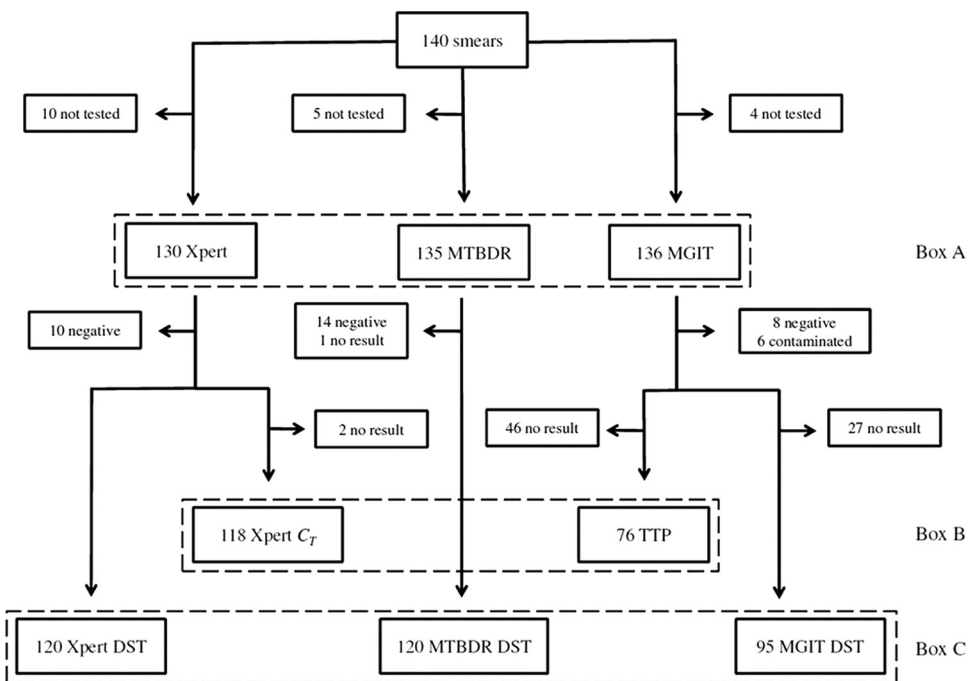 140 smears
10 not tested
5 not tested
4 not tested
130 Xpert
135 MTBDR
136 MGIT
Box A
10 negative
14 negative
1 no result
8 negative
6 contaminated
2 no result
46 no result
27 no result
118 Xpert C_T
76 TTP
Box B
120 Xpert DST
120 MTBDR DST
95 MGIT DST
Box C